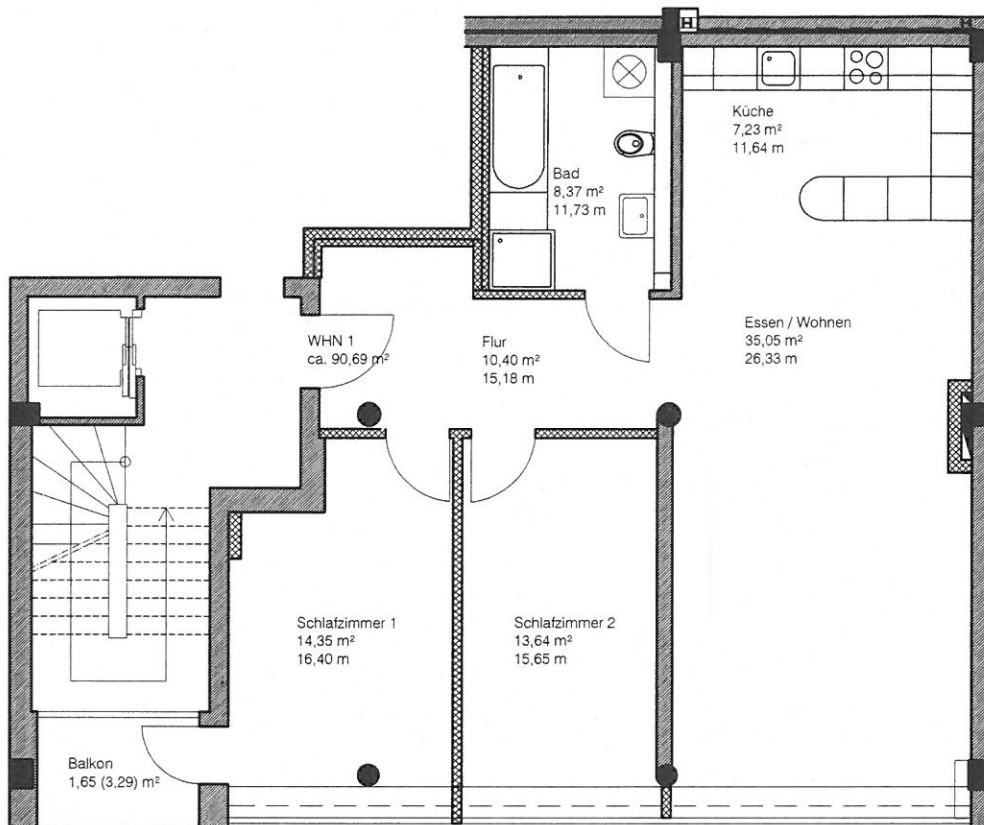 H
H
Küche
7,23 m²
11,64 m
Bad
8,37 m²
11,73 m
WHN 1
ca. 90,69 m²
Flur
10,40 m²
15,18 m
Essen / Wohnen
35,05 m²
26,33 m
Schlafzimmer 1
14,35 m²
16,40 m
Schlafzimmer 2
13,64 m²
15,65 m
Balkon
1,65 (3,29) m²